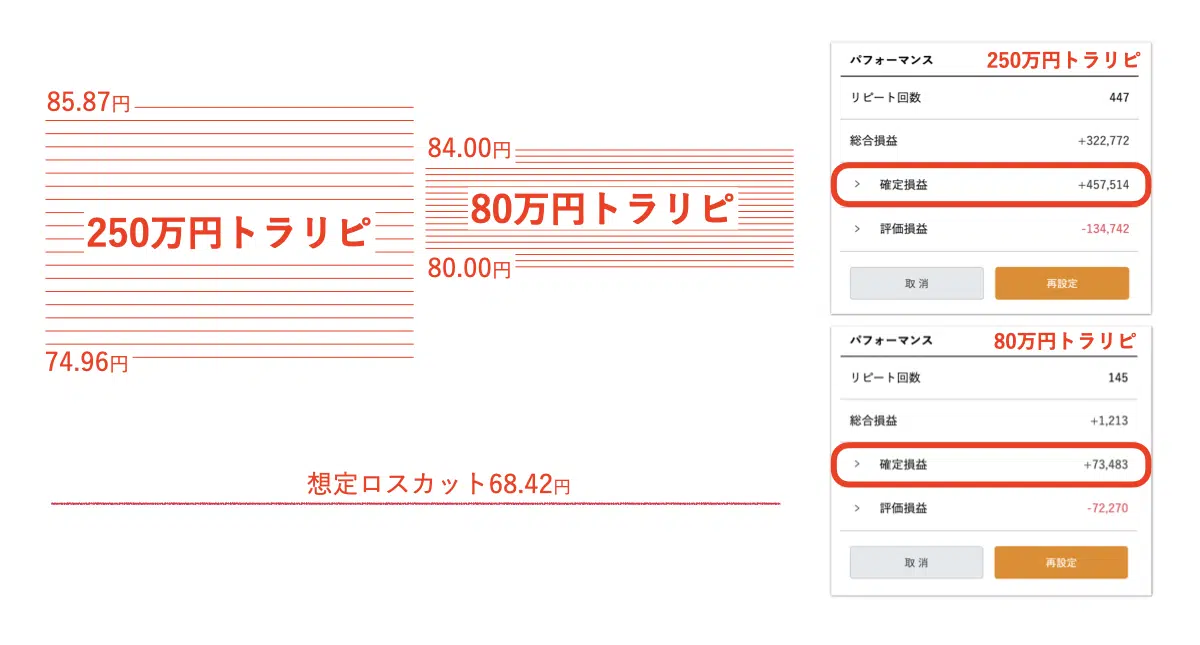 85.87円
250万円トラリピ
74.96円
84.00円
80万円トラリピ
80.00円
想定ロスカット68.42円
パフォーマンス 250万円トラリピ
リピート回数 447
総合損益 +322,772
> 確定損益 +457,514
> 評価損益 -134,742
取消 再設定
パフォーマンス 80万円トラリピ
リピート回数 145
総合損益 +1,213
> 確定損益 +73,483
> 評価損益 -72,270
取消 再設定